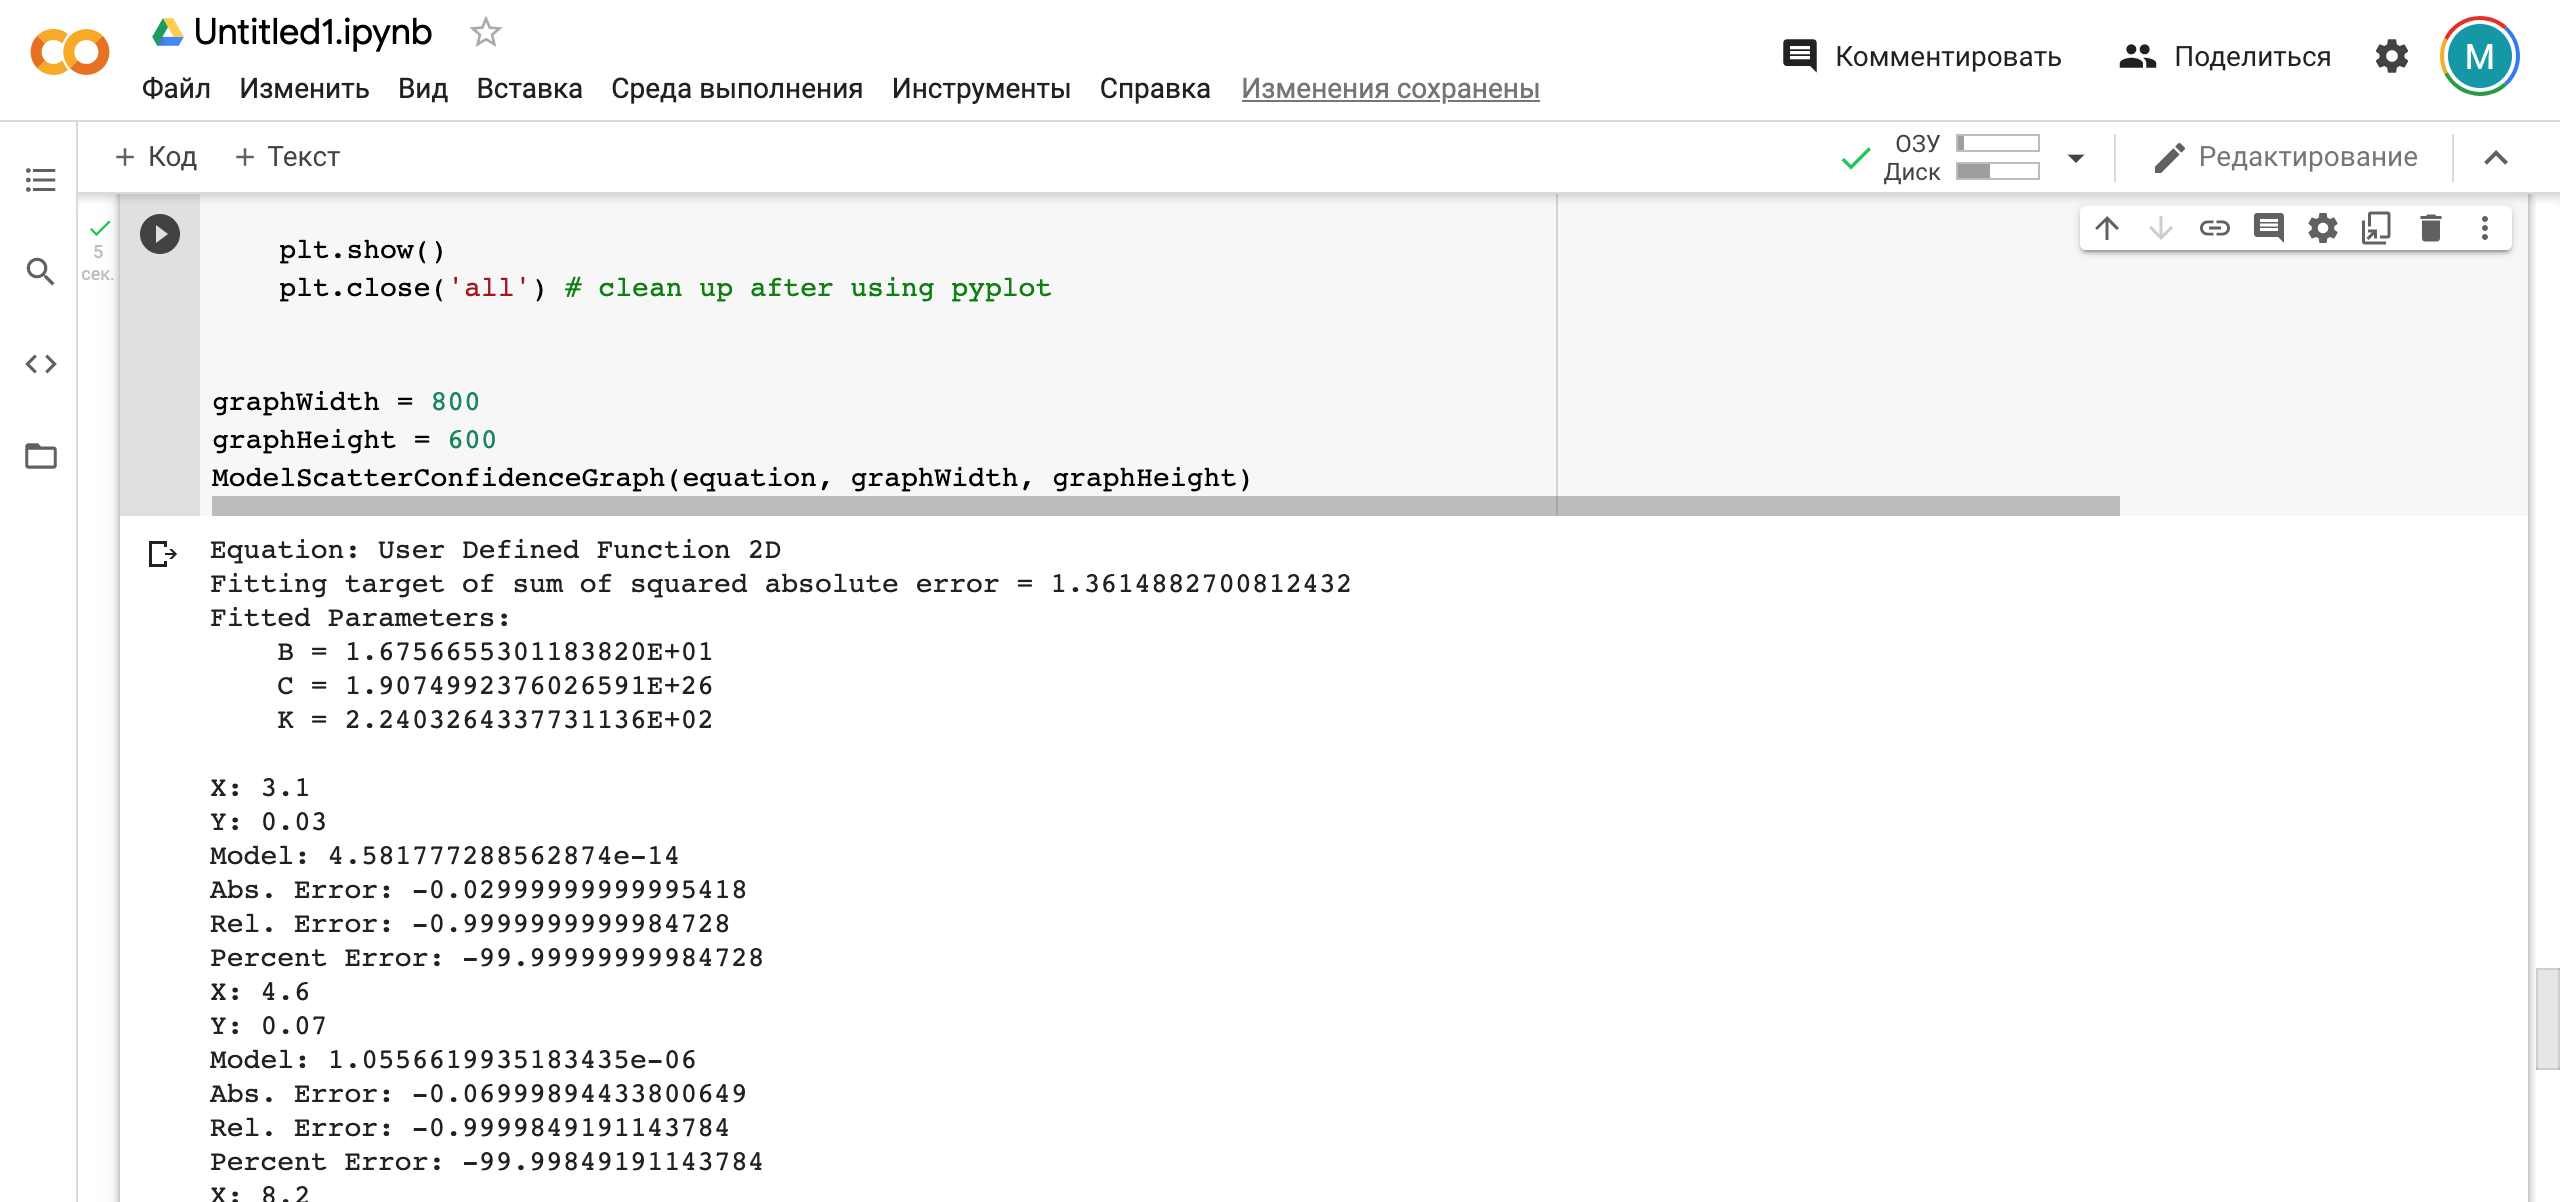 Untitled1.ipynb
Файл Изменить Вид Вставка Среда выполнения Инструменты Справка Изменения сохранены
Комментировать Поделиться M
+ Код + Текст
ОЗУ
Диск
Редактирование
5
сек.
plt.show()
plt.close('all') # clean up after using pyplot
graphWidth = 800
graphHeight = 600
ModelScatterConfidenceGraph(equation, graphWidth, graphHeight)
Equation: User Defined Function 2D
Fitting target of sum of squared absolute error = 1.3614882700812432
Fitted Parameters:
B = 1.6756655301183820E+01
C = 1.9074992376026591E+26
K = 2.2403264337731136E+02
X: 3.1
Y: 0.03
Model: 4.581777288562874e-14
Abs. Error: -0.02999999999995418
Rel. Error: -0.9999999999984728
Percent Error: -99.99999999984728
X: 4.6
Y: 0.07
Model: 1.0556619935183435e-06
Abs. Error: -0.06999894433800649
Rel. Error: -0.9999849191143784
Percent Error: -99.99849191143784
X: 8.2